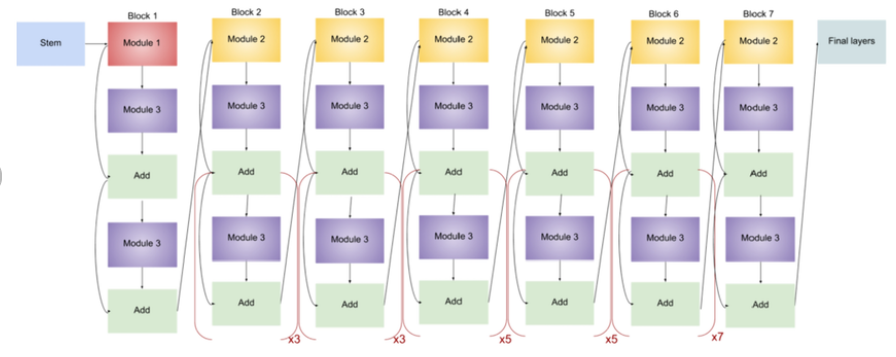 Block 1
Block 2
Block 3
Block 4
Block 5
Block 6
Block 7
Stem
Module 1
Module 2
Module 2
Module 2
Module 2
Module 2
Module 2
Final layers
Module 3
Module 3
Module 3
Module 3
Module 3
Module 3
Module 3
Add
Add
Add
Add
Add
Add
Add
Module 3
Module 3
Module 3
Module 3
Module 3
Module 3
Module 3
Add
Add
Add
Add
Add
Add
Add
x3
x3
x5
x5
x7